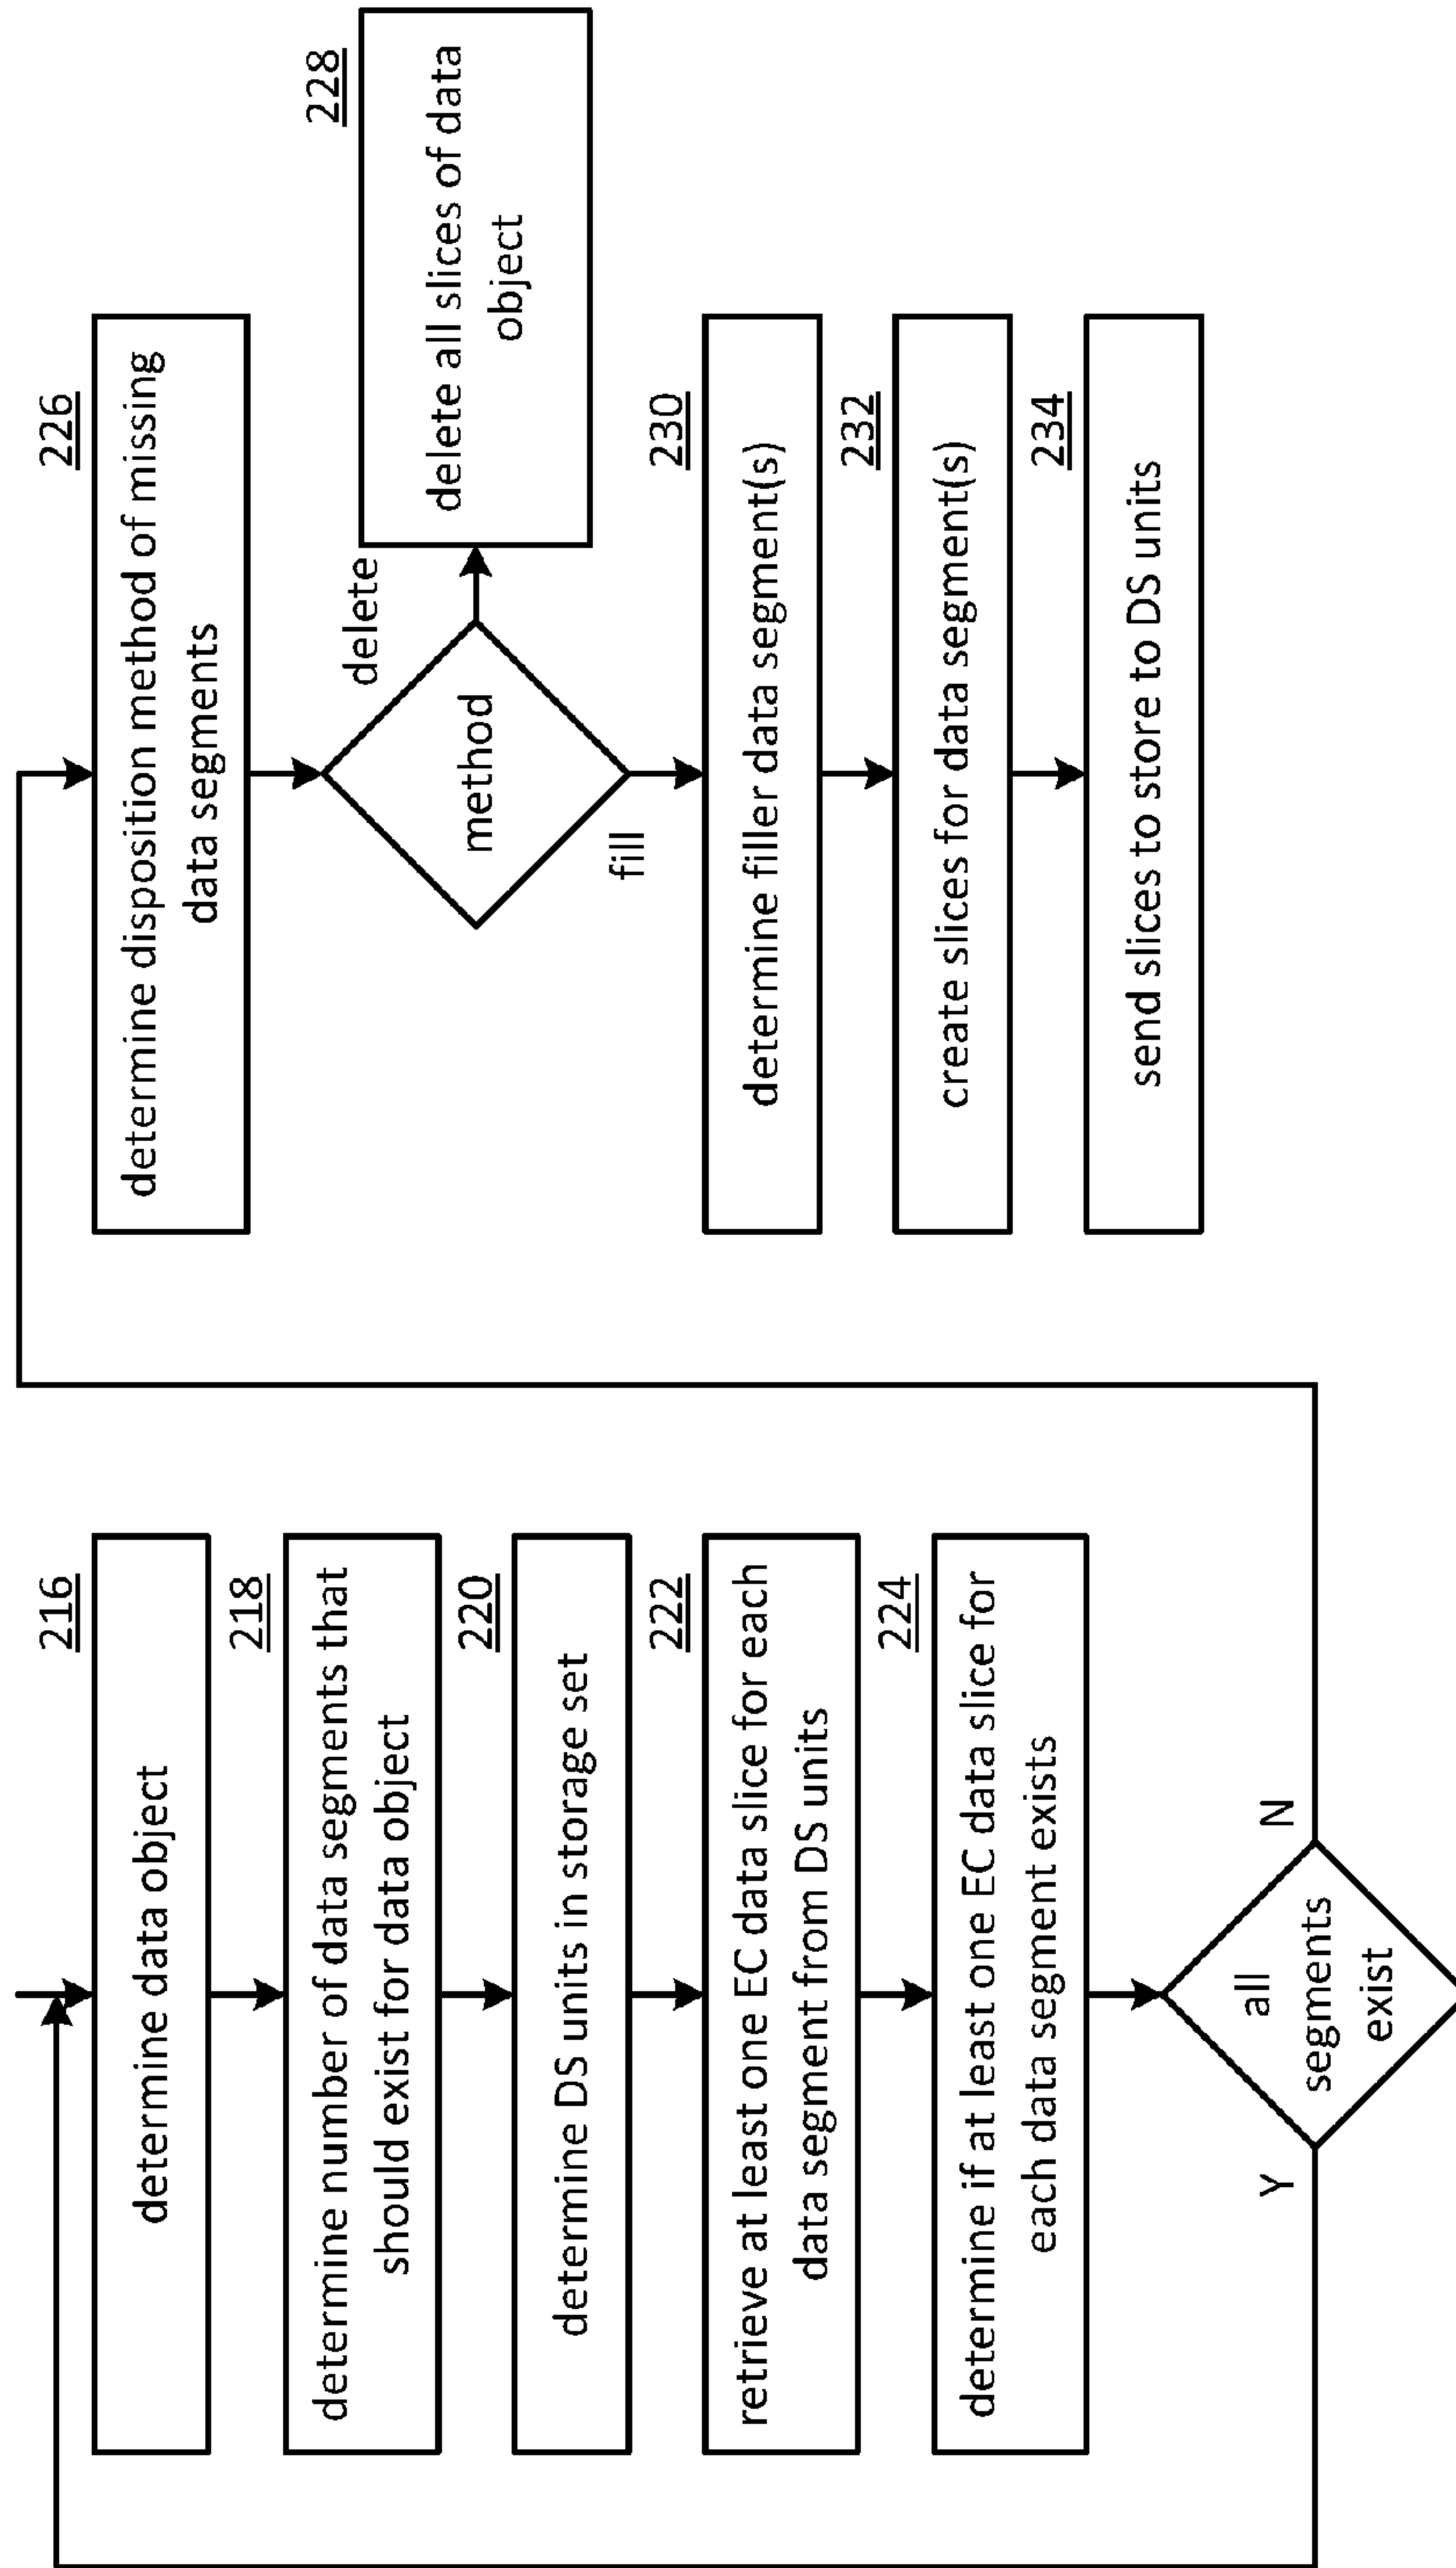 216
determine data object
218
determine number of data segments that
should exist for data object
220
determine DS units in storage set
222
retrieve at least one EC data slice for each
data segment from DS units
224
determine if at least one EC data slice for
each data segment exists
all
segments
exist
Y
N
226
determine disposition method of missing
data segments
method
delete
228
delete all slices of data
object
fill
230
determine filler data segment(s)
232
create slices for data segment(s)
234
send slices to store to DS units